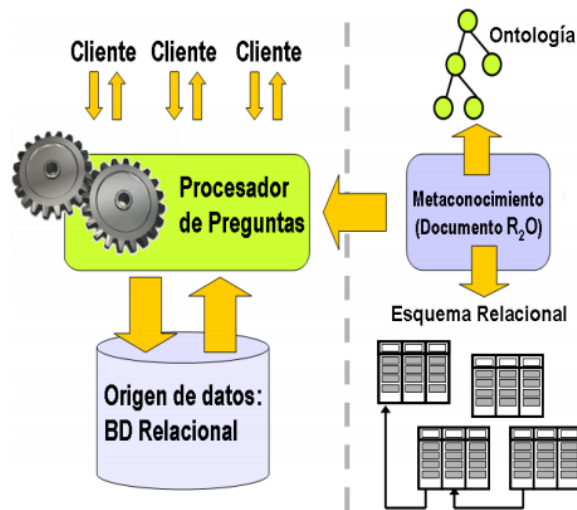 Cliente
Cliente
Cliente
Procesador
de Preguntas
Origen de datos:
BD Relacional
Ontología
Metaconocimiento
(Documento R₂O)
Esquema Relacional